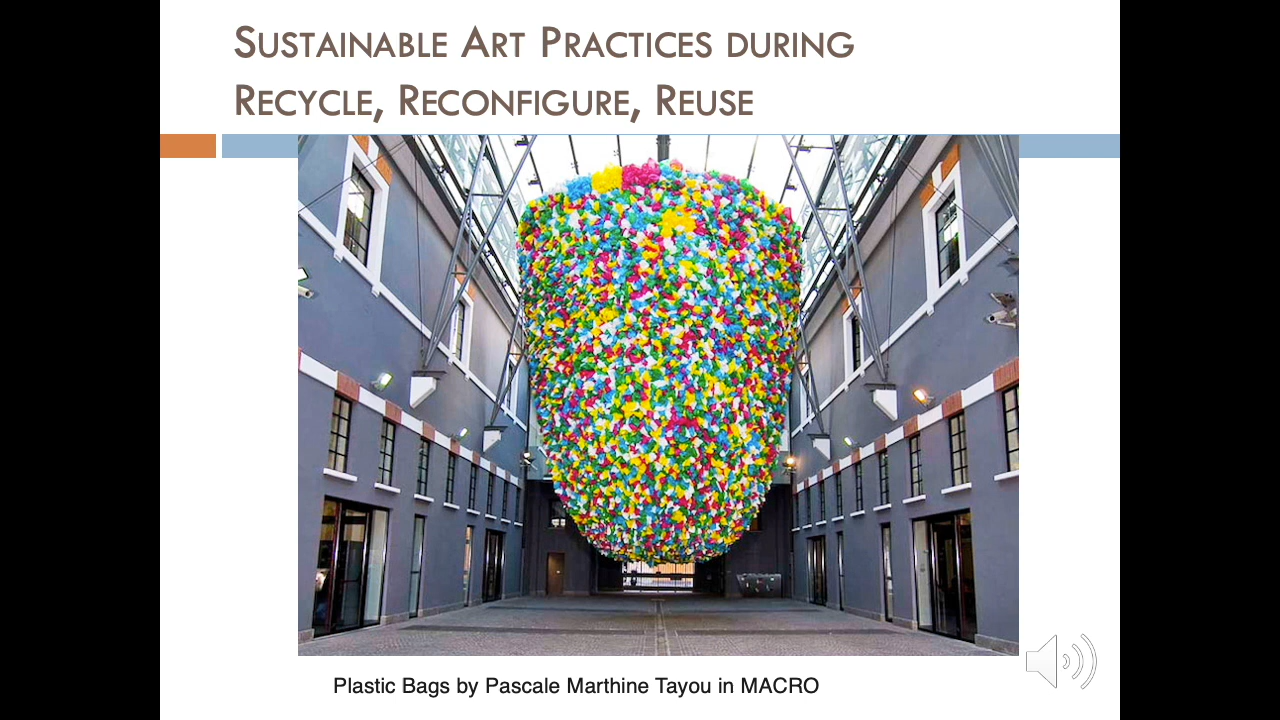 Sustainable Art Practices during
Recycle, Reconfigure, Reuse
Plastic Bags by Pascale Marthine Tayou in MACRO